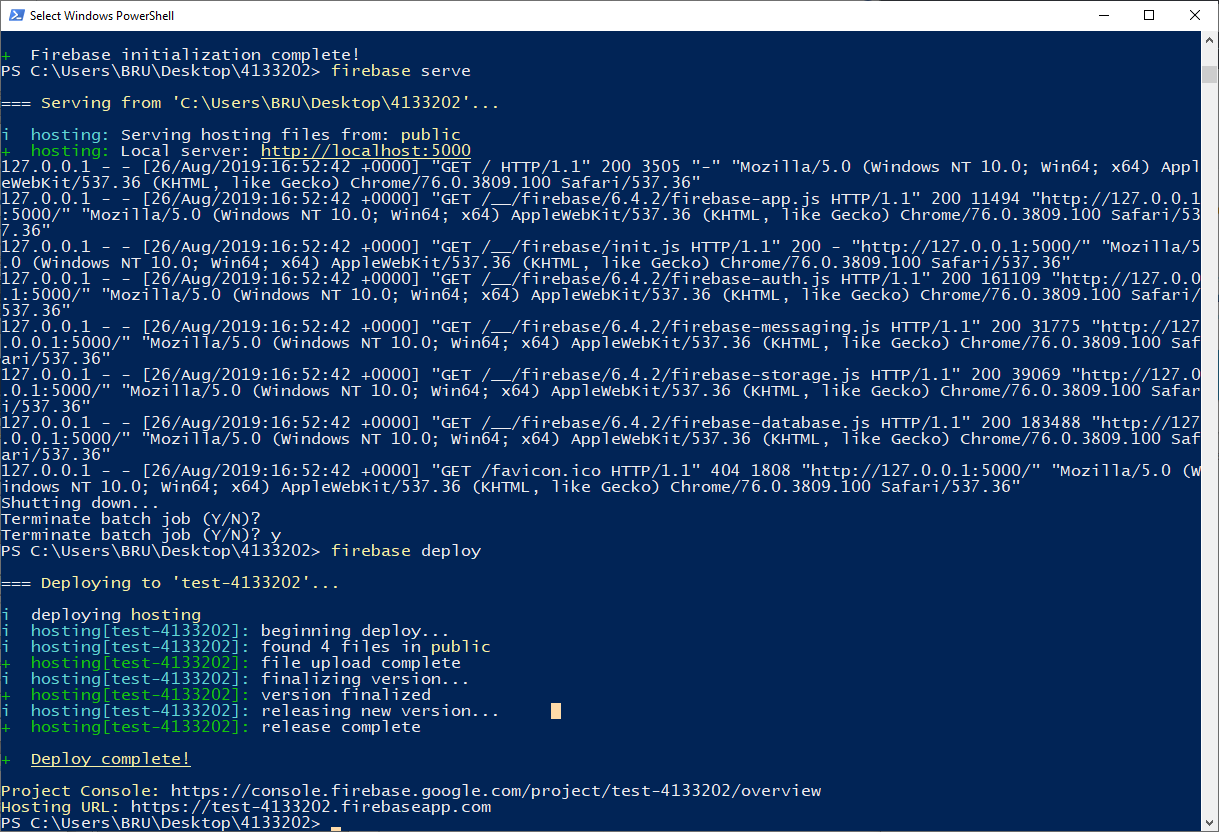 Select Windows PowerShell
+  Firebase initialization complete!
PS C:\Users\BRU\Desktop\4133202> firebase serve
=== Serving from 'C:\Users\BRU\Desktop\4133202'...
i  hosting: Serving hosting files from: public
+  hosting: Local server: http://localhost:5000
127.0.0.1 - - [26/Aug/2019:16:52:42 +0000] "GET / HTTP/1.1" 200 3505 "-" "Mozilla/5.0 (Windows NT 10.0; Win64; x64) Appl
eWebKit/537.36 (KHTML, like Gecko) Chrome/76.0.3809.100 Safari/537.36"
127.0.0.1 - - [26/Aug/2019:16:52:42 +0000] "GET /__/firebase/6.4.2/firebase-app.js HTTP/1.1" 200 11494 "http://127.0.0.1
:5000/" "Mozilla/5.0 (Windows NT 10.0; Win64; x64) AppleWebKit/537.36 (KHTML, like Gecko) Chrome/76.0.3809.100 Safari/53
7.36"
127.0.0.1 - - [26/Aug/2019:16:52:42 +0000] "GET /__/firebase/init.js HTTP/1.1" 200 - "http://127.0.0.1:5000/" "Mozilla/5
.0 (Windows NT 10.0; Win64; x64) AppleWebKit/537.36 (KHTML, like Gecko) Chrome/76.0.3809.100 Safari/537.36"
127.0.0.1 - - [26/Aug/2019:16:52:42 +0000] "GET /__/firebase/6.4.2/firebase-auth.js HTTP/1.1" 200 161109 "http://127.0.0
.1:5000/" "Mozilla/5.0 (Windows NT 10.0; Win64; x64) AppleWebKit/537.36 (KHTML, like Gecko) Chrome/76.0.3809.100 Safari/
537.36"
127.0.0.1 - - [26/Aug/2019:16:52:42 +0000] "GET /__/firebase/6.4.2/firebase-messaging.js HTTP/1.1" 200 31775 "http://127
.0.0.1:5000/" "Mozilla/5.0 (Windows NT 10.0; Win64; x64) AppleWebKit/537.36 (KHTML, like Gecko) Chrome/76.0.3809.100 Saf
ari/537.36"
127.0.0.1 - - [26/Aug/2019:16:52:42 +0000] "GET /__/firebase/6.4.2/firebase-storage.js HTTP/1.1" 200 39069 "http://127.0
.0.1:5000/" "Mozilla/5.0 (Windows NT 10.0; Win64; x64) AppleWebKit/537.36 (KHTML, like Gecko) Chrome/76.0.3809.100 Safar
i/537.36"
127.0.0.1 - - [26/Aug/2019:16:52:42 +0000] "GET /__/firebase/6.4.2/firebase-database.js HTTP/1.1" 200 183488 "http://127
.0.0.1:5000/" "Mozilla/5.0 (Windows NT 10.0; Win64; x64) AppleWebKit/537.36 (KHTML, like Gecko) Chrome/76.0.3809.100 Saf
ari/537.36"
127.0.0.1 - - [26/Aug/2019:16:52:42 +0000] "GET /favicon.ico HTTP/1.1" 404 1808 "http://127.0.0.1:5000/" "Mozilla/5.0 (W
indows NT 10.0; Win64; x64) AppleWebKit/537.36 (KHTML, like Gecko) Chrome/76.0.3809.100 Safari/537.36"
Shutting down...
Terminate batch job (Y/N)?
Terminate batch job (Y/N)? y
PS C:\Users\BRU\Desktop\4133202> firebase deploy
=== Deploying to 'test-4133202'...
i  deploying hosting
i  hosting[test-4133202]: beginning deploy...
i  hosting[test-4133202]: found 4 files in public
+  hosting[test-4133202]: file upload complete
i  hosting[test-4133202]: finalizing version...
+  hosting[test-4133202]: version finalized
i  hosting[test-4133202]: releasing new version...
+  hosting[test-4133202]: release complete
+  Deploy complete!
Project Console: https://console.firebase.google.com/project/test-4133202/overview
Hosting URL: https://test-4133202.firebaseapp.com
PS C:\Users\BRU\Desktop\4133202>